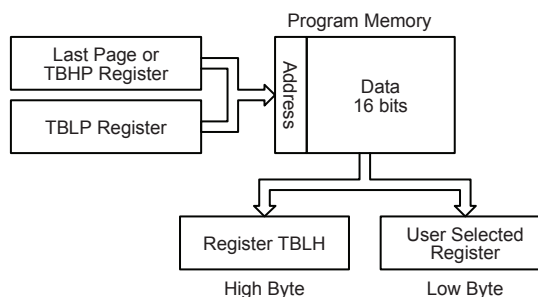 Program Memory
Last Page or
TBHP Register
TBLP Register
Address
Data
16 bits
Register TBLH
User Selected
Register
High Byte
Low Byte